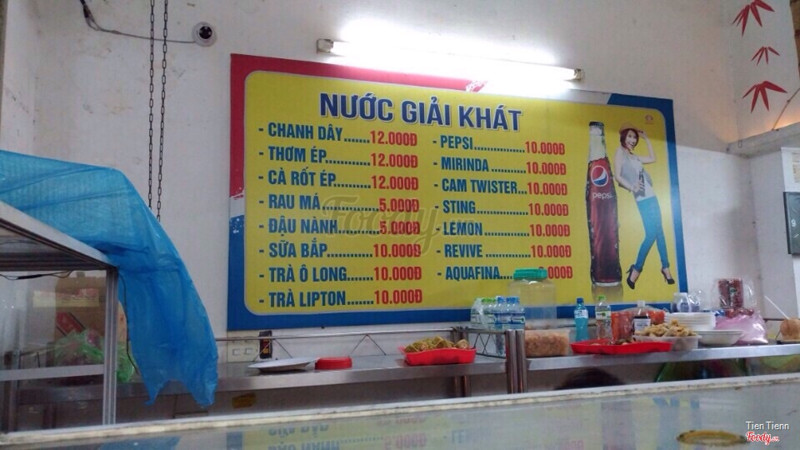 NƯỚC GIẢI KHÁT
- CHANH DÂY.......12.000Đ
- THƠM ÉP............12.000Đ
- CÀ RỐT ÉP..........12.000Đ
- RAU MÁ..............5.000Đ
- ĐẬU NÀNH..........5.000Đ
- SỮA BẮP............10.000Đ
- TRÀ Ô LONG.......10.000Đ
- TRÀ LIPTON.......10.000Đ
- PEPSI................10.000Đ
- MIRINDA...........10.000Đ
- CAM TWISTER...10.000Đ
- STING...............10.000Đ
- LEMON.............10.000Đ
- REVIVE.............10.000Đ
- AQUAFINA
pepsi
Foody.vn
Tien Tienn
Foody.vn